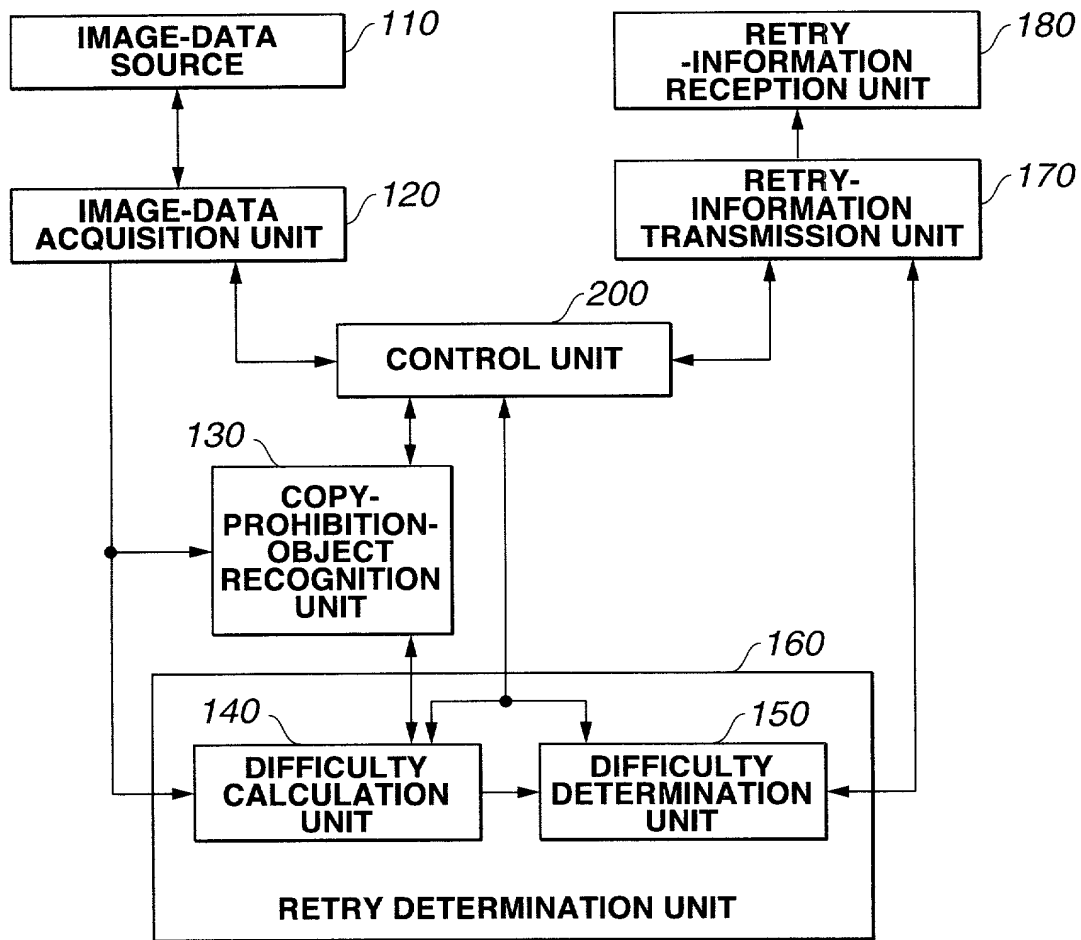 110
IMAGE-DATA
SOURCE
180
RETRY
-INFORMATION
RECEPTION UNIT
120
IMAGE-DATA
ACQUISITION UNIT
170
RETRY-
INFORMATION
TRANSMISSION UNIT
200
CONTROL UNIT
130
COPY-
PROHIBITION-
OBJECT
RECOGNITION
UNIT
160
140
DIFFICULTY
CALCULATION
UNIT
150
DIFFICULTY
DETERMINATION
UNIT
RETRY DETERMINATION UNIT